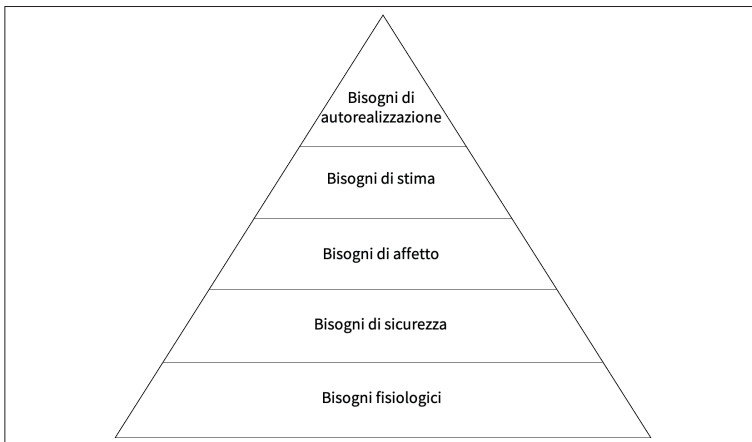 Bisogni di
autorealizzazione
Bisogni di stima
Bisogni di affetto
Bisogni di sicurezza
Bisogni fisiologici